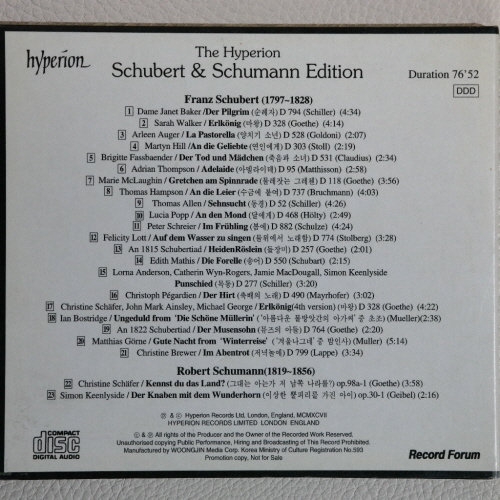 hyperion
The Hyperion
Schubert & Schumann Edition
Duration 76'52
DDD
Franz Schubert (1797~1828)
1 Dame Janet Baker /Der Pilgrim (순례자) D 794 (Schiller) (4:34)
2 Sarah Walker / Erlkönig (마왕) D 328 (Goethe) (4:14)
3 Arleen Auger / La Pastorella (양치기 소년) D 528 (Goldoni) (2:07)
4 Martyn Hill /An die Geliebte (연인에게) D 303 (Stoll) (2:19)
5 Brigitte Fassbaender / Der Tod und Mädchen (죽음과 소녀) D 531 (Claudius) (2:34)
6 Adrian Thompson / Adelaide (아델라이데) D 95 (Matthisson) (2:58)
7 Marie McLaughin / Gretchen am Spinnrade (물레잣는 그레첸) D 118 (Goethe) (3:56)
8 Thomas Hampson / An die Leier (수금에 붙여) D 737 (Bruchmann) (4:03)
9 Thomas Allen / Sehnsucht (동경) D 52 (Schiller) (4:26)
10 Lucia Popp / An den Mond (달에게) D 468 (Hölty) (2:49)
11 Peter Schreier / Im Frühling (봄에) D 882 (Schulze) (4:24)
12 Felicity Lott / Auf dem Wasser zu singen (물위에서 노래함) D 774 (Stolberg) (3:28)
13 An 1815 Schubertiad / HeidenRöslein (들장미) D 257 (Goethe) (2:01)
14 Edith Mathis / Die Forelle (송어) D 550 (Schubart) (2:15)
15 Lorna Anderson, Catherin Wyn-Rogers, Jamie MacDougall, Simon Keenlyside
Punschied (목통) D 277 (Schiller) (3:20)
16 Christoph Pégardien / Der Hirt (축배의 노래) D 490 (Mayrhofer) (3:02)
17 Christine Schäfer, John Mark Ainsley, Michael George / Erlkönig(4th version) (마왕) D 328 (Goethe) (4:22)
18 Ian Bostridge / Ungeduld from 'Die Schöne Müllerin' ('아름다운 물방앗간의 아가씨' 중 초조) (Mueller)(2:38)
19 An 1822 Schubertiad / Der Musensohn (뮤즈의 아들) D 764 (Goethe) (2:20)
20 Matthias Görne / Gute Nacht from 'Winterreise' ('겨울나그네' 중 밤인사) (Muller) (5:14)
21 Christine Brewer / Im Abentrot (저녁놀에) D 799 (Lappe) (3:34)
Robert Schumann(1819~1856)
22 Christine Schäfer / Kennst du das Land? (그대는 아는가 저 남쪽 나라를?) op.98a-1 (Goethe) (3:58)
23 Simon Keenlyside / Der Knaben mit dem Wunderhorn (이상한 뿔피리를 가진 아이) op.30-1 (Geibel) (2:16)
Ⓟ & © Hyperion Records Ltd, London, England, MCMXCVII
HYPERION RECORDS LIMITED LONDON ENGLAND
Ⓟ & © All rights of the Producer and the Owner of the Recorded Work Reserved.
Unauthorised copying Public Performance, Hiring and Broadcasting of This Record Prohibited.
Manufactured by WOONGJIN Media Corp. Korea Ministry of Culture Registration No.593
Promotion copy, Not for Sale
COMPACT
disc
DIGITAL AUDIO
Record Forum